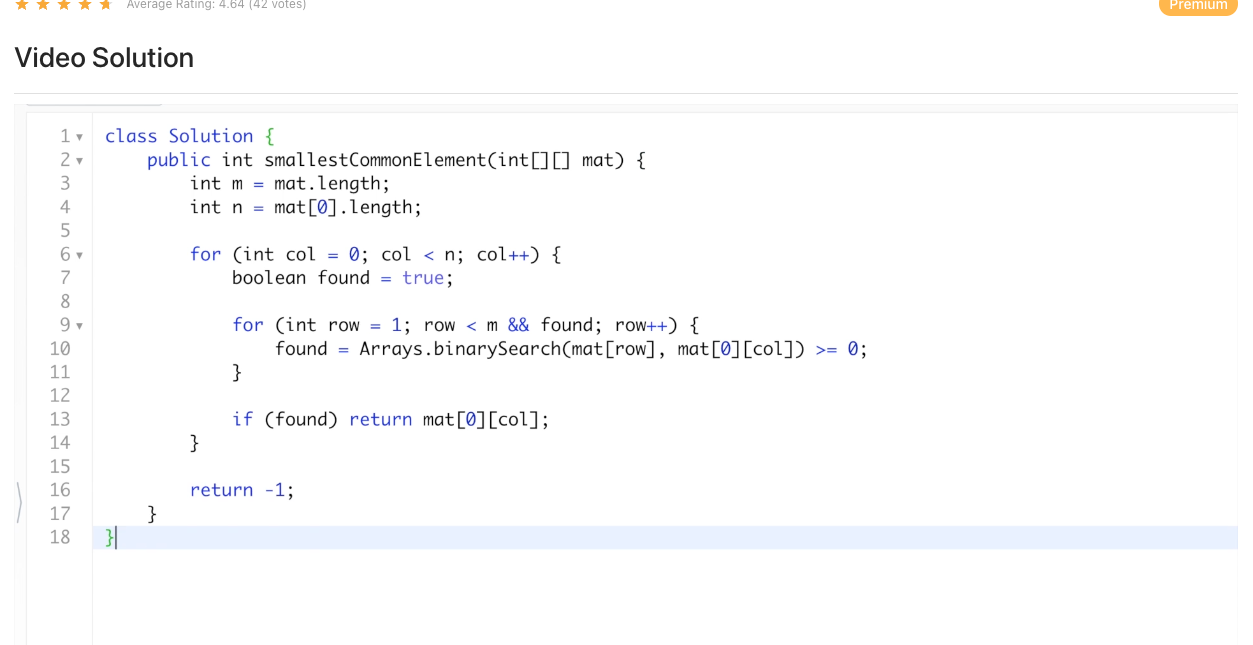 Average Rating: 4.64 (42 votes)
Premium
Video Solution
1 class Solution {
2     public int smallestCommonElement(int[][] mat) {
3         int m = mat.length;
4         int n = mat[0].length;
5
6         for (int col = 0; col < n; col++) {
7             boolean found = true;
8
9             for (int row = 1; row < m && found; row++) {
10                 found = Arrays.binarySearch(mat[row], mat[0][col]) >= 0;
11             }
12
13             if (found) return mat[0][col];
14         }
15
16         return -1;
17     }
18 }